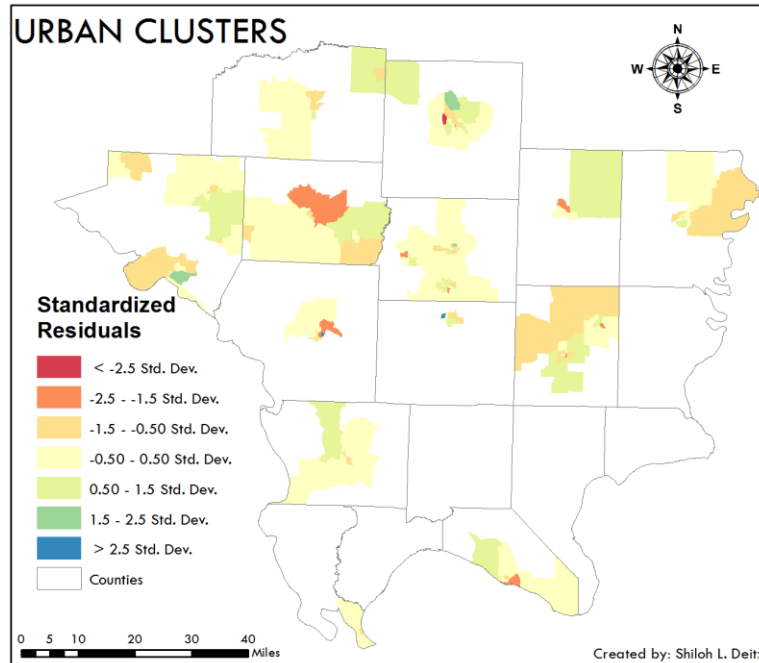 URBAN CLUSTERS
N
W E
S
Standardized
Residuals
< -2.5 Std. Dev.
-2.5 - -1.5 Std. Dev.
-1.5 - -0.50 Std. Dev.
-0.50 - 0.50 Std. Dev.
0.50 - 1.5 Std. Dev.
1.5 - 2.5 Std. Dev.
> 2.5 Std. Dev.
Counties
0 5 10 20 30 40
Miles
Created by: Shiloh L. Deitz